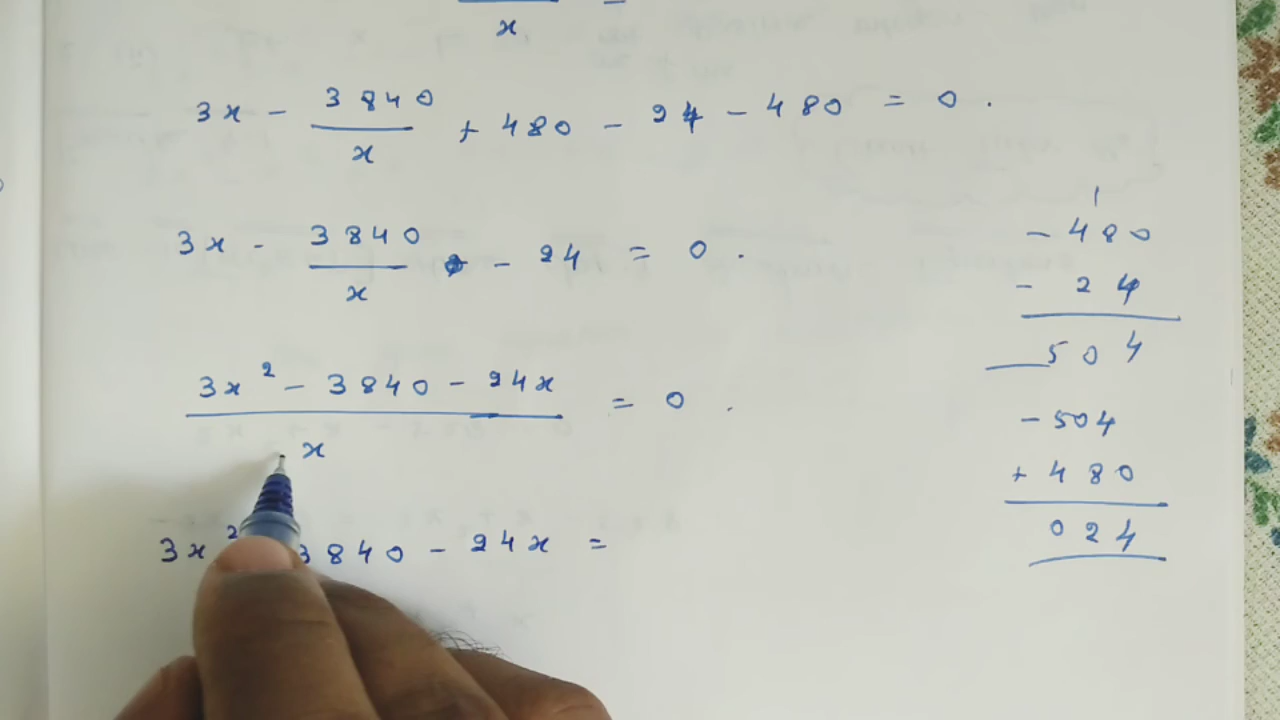 x =
3x - 3840/x + 480 - 24 - 480 = 0 .
3x - 3840/x - 24 = 0 .
3x² - 3840 - 24x / x = 0 .
3x² 3840 - 24x =
1
- 480
- 24
504
- 504
+ 480
024